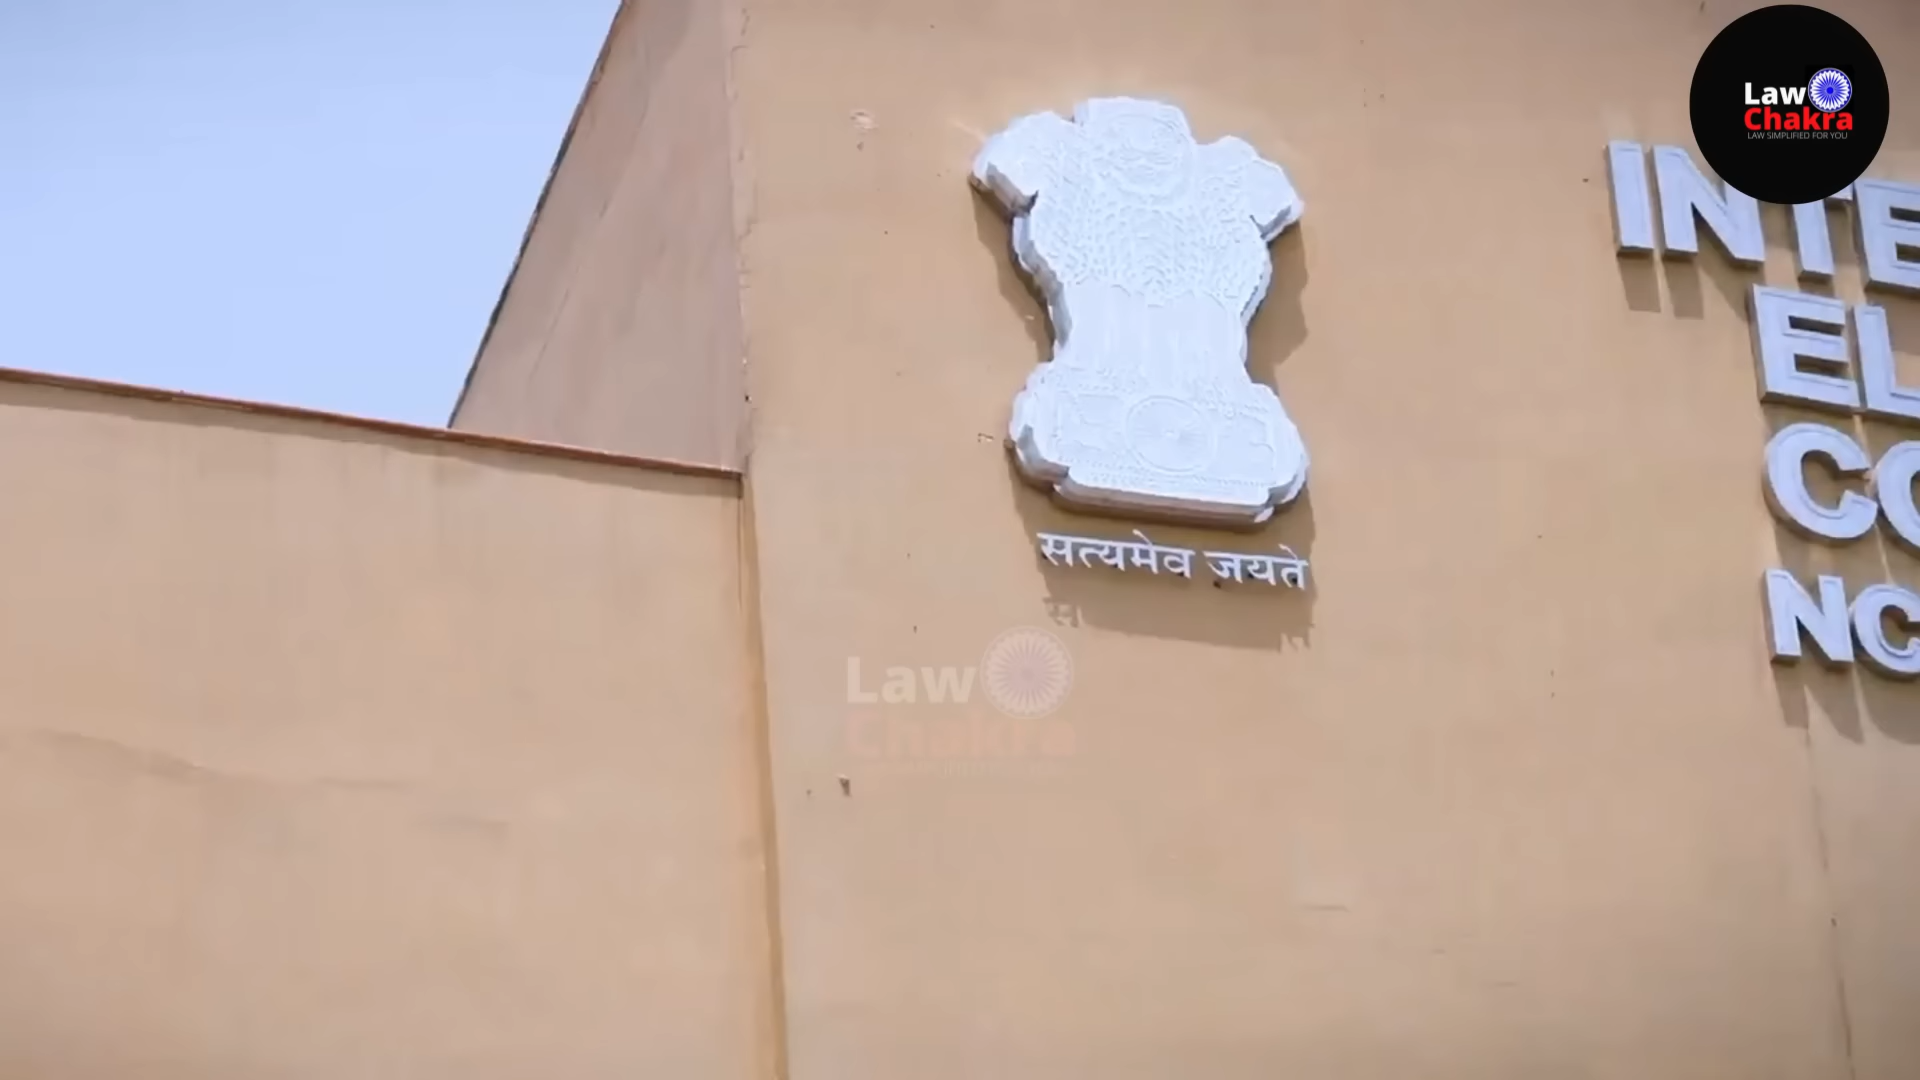 Law
Chakra
LAW SIMPLIFIED FOR YOU
INTE
EL
CO
NC
सत्यमेव जयते
Law
Chakra